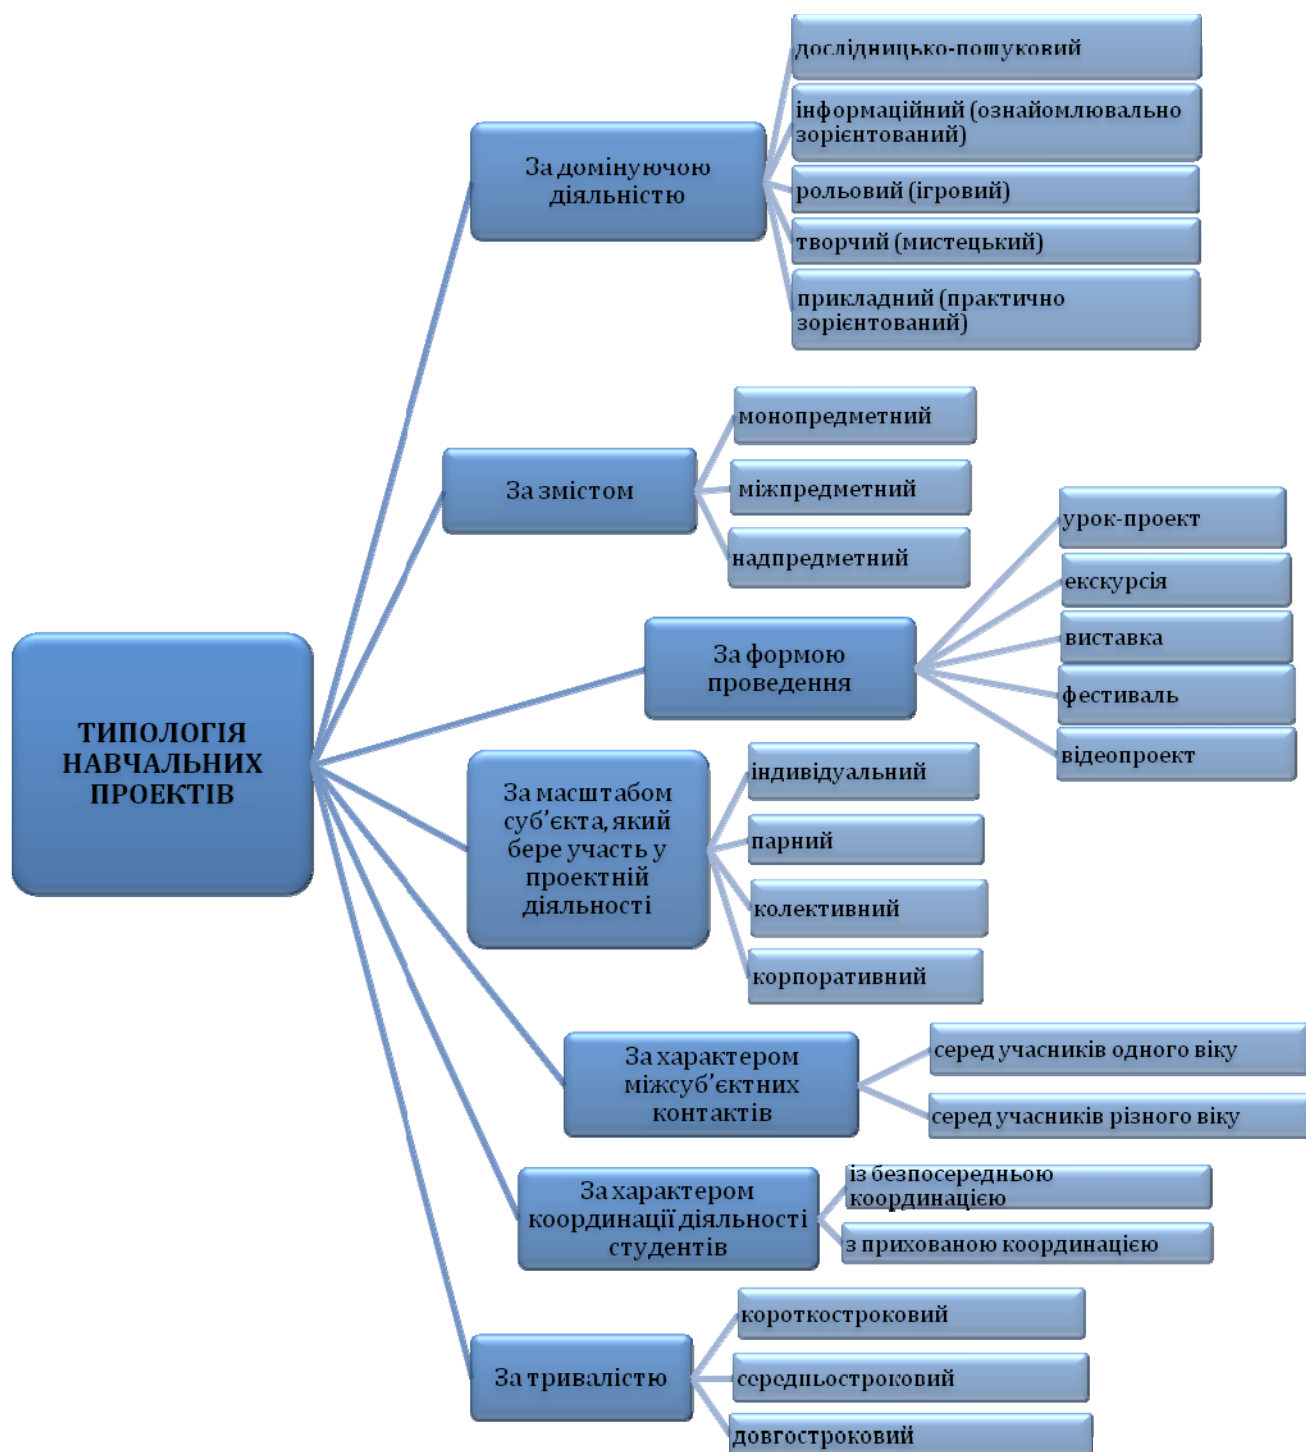 ТИПОЛОГІЯ
НАВЧАЛЬНИХ
ПРОЕКТІВ
За домінуючою
діяльністю
дослідницько-пошуковий
інформаційний (ознайомлювально
зорієнтований)
рольовий (ігровий)
творчий (мистецький)
прикладний (практично
зорієнтований)
За змістом
монопредметний
міжпредметний
надпредметний
За формою
проведення
урок-проект
екскурсія
виставка
фестиваль
відеопроект
За масштабом
суб’єкта, який
бере участь у
проектній
діяльності
індивідуальний
парний
колективний
корпоративний
За характером
міжсуб’єктних
контактів
серед учасників одного віку
серед учасників різного віку
За характером
координації діяльності
студентів
із безпосередньою
координацією
з прихованою координацією
За тривалістю
короткостроковий
середньостроковий
довгостроковий